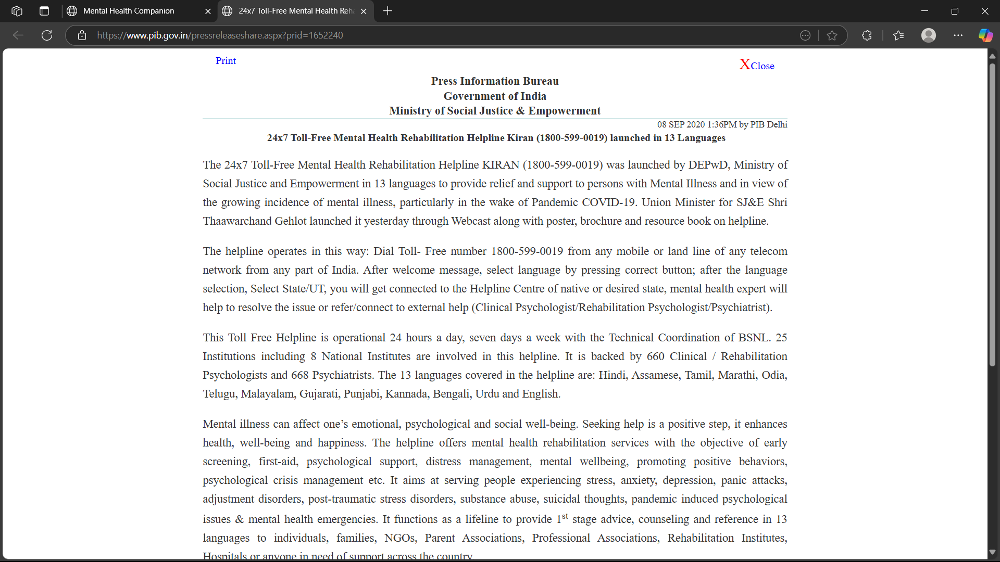 Mental Health Companion
24x7 Toll-Free Mental Health Reh
https://www.pib.gov.in/pressreleaseshare.aspx?prid=1652240
Print
XClose
Press Information Bureau
Government of India
Ministry of Social Justice & Empowerment
08 SEP 2020 1:36PM by PIB Delhi
24x7 Toll-Free Mental Health Rehabilitation Helpline Kiran (1800-599-0019) launched in 13 Languages
The 24x7 Toll-Free Mental Health Rehabilitation Helpline KIRAN (1800-599-0019) was launched by DEPwD, Ministry of
Social Justice and Empowerment in 13 languages to provide relief and support to persons with Mental Illness and in view of
the growing incidence of mental illness, particularly in the wake of Pandemic COVID-19. Union Minister for SJ&E Shri
Thaawarchand Gehlot launched it yesterday through Webcast along with poster, brochure and resource book on helpline.
The helpline operates in this way: Dial Toll- Free number 1800-599-0019 from any mobile or land line of any telecom
network from any part of India. After welcome message, select language by pressing correct button; after the language
selection, Select State/UT, you will get connected to the Helpline Centre of native or desired state, mental health expert will
help to resolve the issue or refer/connect to external help (Clinical Psychologist/Rehabilitation Psychologist/Psychiatrist).
This Toll Free Helpline is operational 24 hours a day, seven days a week with the Technical Coordination of BSNL. 25
Institutions including 8 National Institutes are involved in this helpline. It is backed by 660 Clinical / Rehabilitation
Psychologists and 668 Psychiatrists. The 13 languages covered in the helpline are: Hindi, Assamese, Tamil, Marathi, Odia,
Telugu, Malayalam, Gujarati, Punjabi, Kannada, Bengali, Urdu and English.
Mental illness can affect one’s emotional, psychological and social well-being. Seeking help is a positive step, it enhances
health, well-being and happiness. The helpline offers mental health rehabilitation services with the objective of early
screening, first-aid, psychological support, distress management, mental wellbeing, promoting positive behaviors,
psychological crisis management etc. It aims at serving people experiencing stress, anxiety, depression, panic attacks,
adjustment disorders, post-traumatic stress disorders, substance abuse, suicidal thoughts, pandemic induced psychological
issues & mental health emergencies. It functions as a lifeline to provide 1st stage advice, counseling and reference in 13
languages to individuals, families, NGOs, Parent Associations, Professional Associations, Rehabilitation Institutes,
Hospitals or anyone in need of support across the country